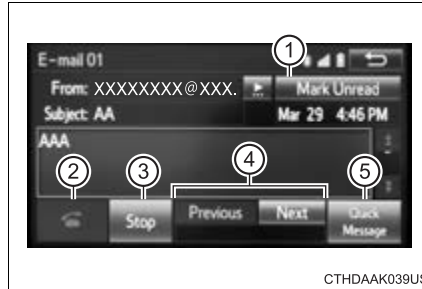 E-mail 01
1
From: XXXXXXXX@XXX. Mark Unread
Subject: AA Mar 29 4:46 PM
AAA
2 3 4 5
Stop Previous Next Quick Message
CTHDAAK039US